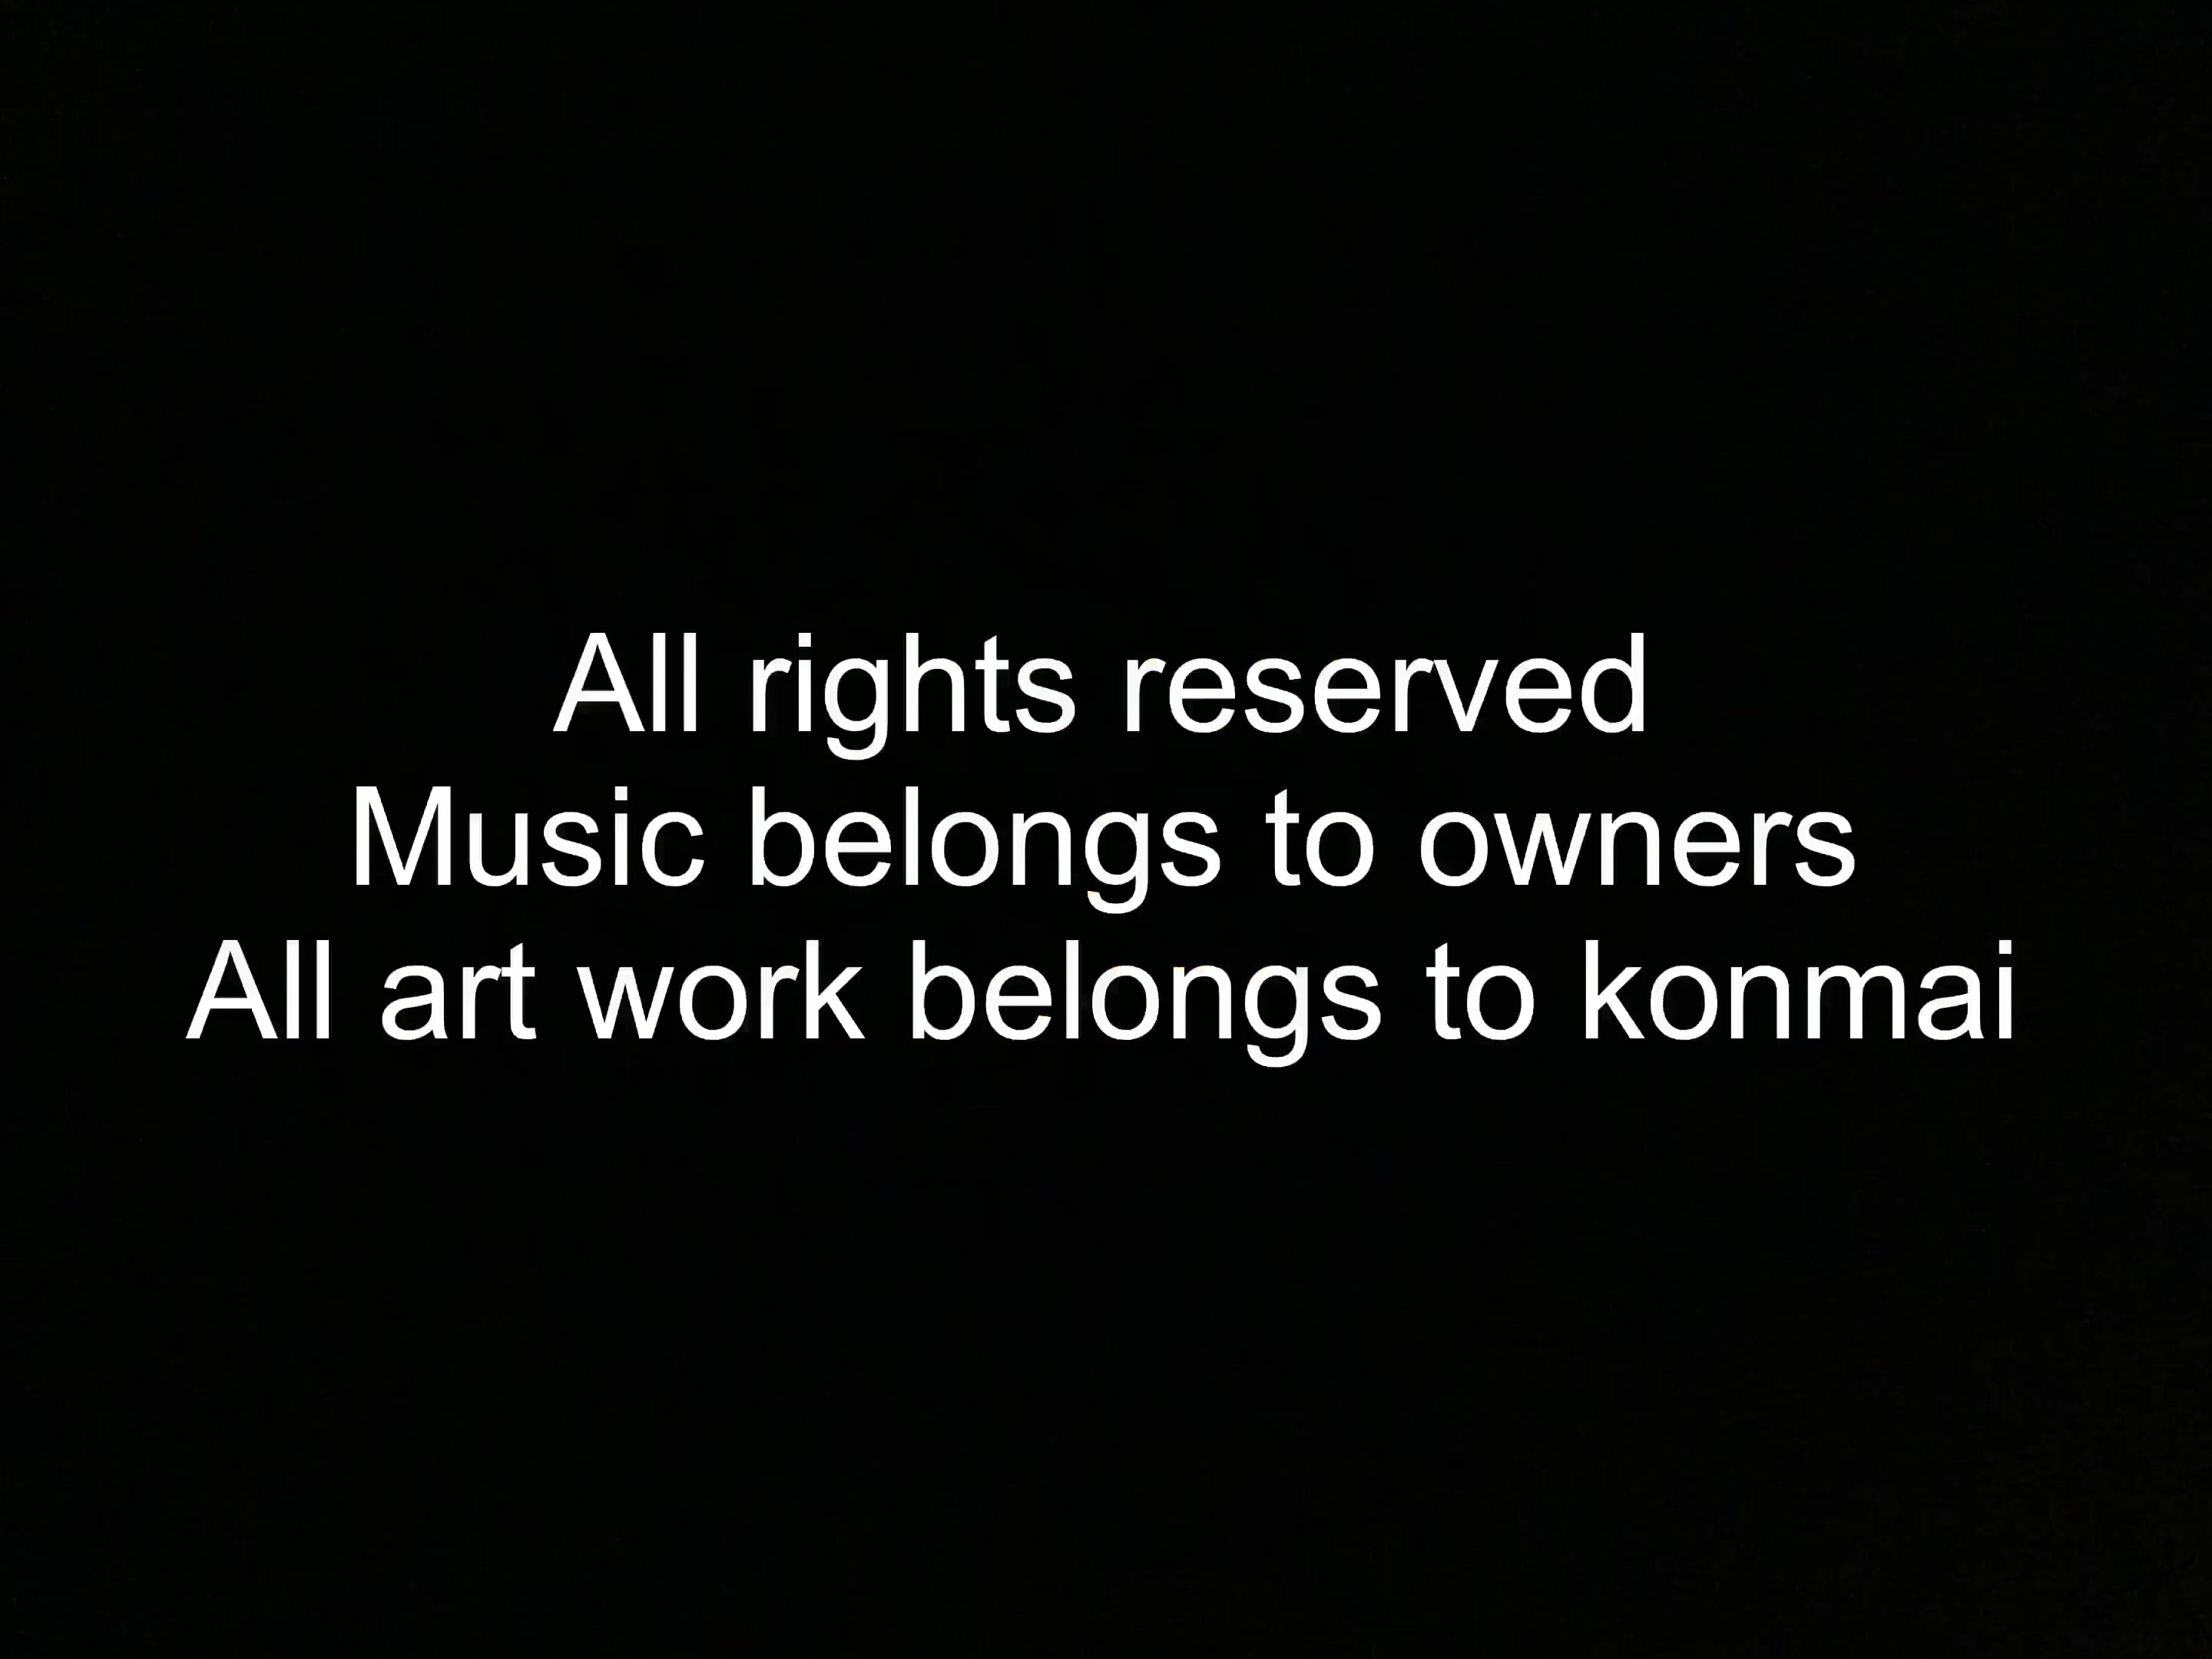 All rights reserved
Music belongs to owners
All art work belongs to konmai